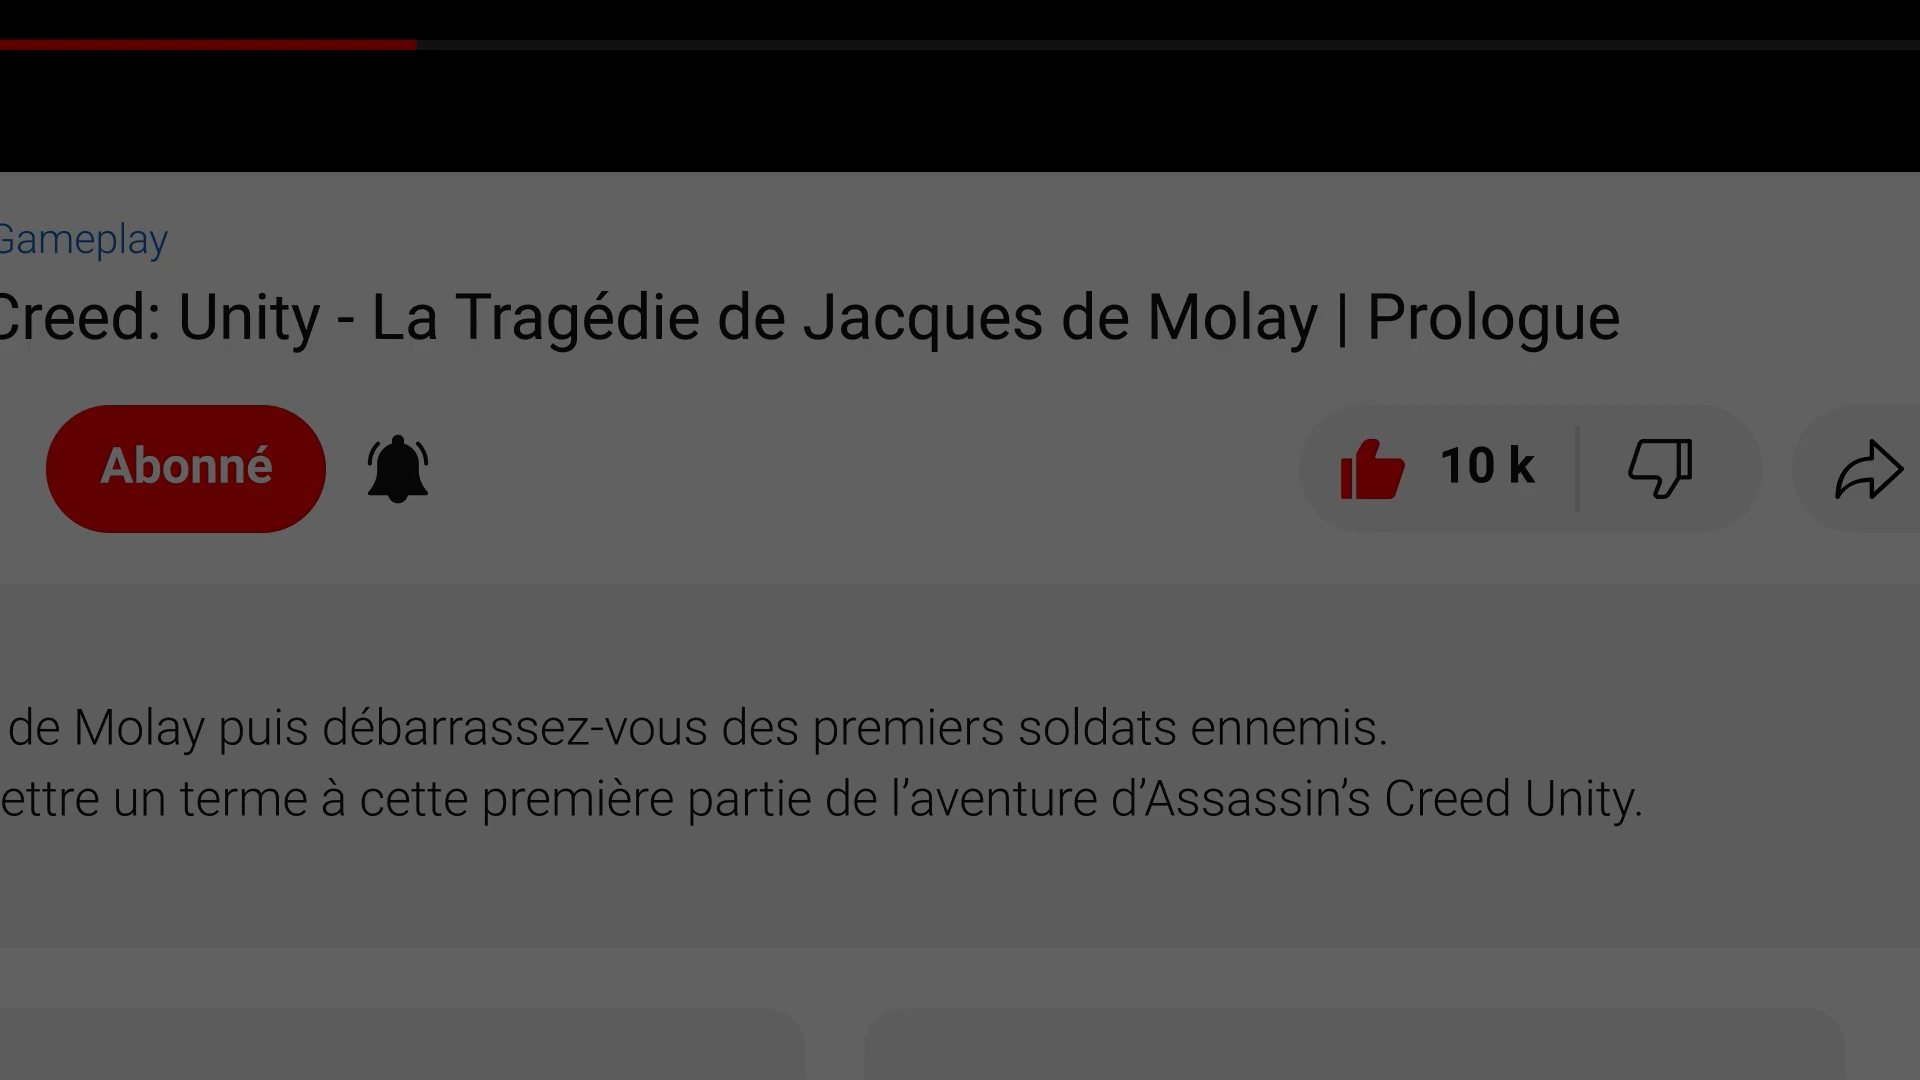 Gameplay
Creed: Unity - La Tragédie de Jacques de Molay | Prologue
Abonné
10 k
de Molay puis débarrassez-vous des premiers soldats ennemis.
ettre un terme à cette première partie de l’aventure d’Assassin’s Creed Unity.